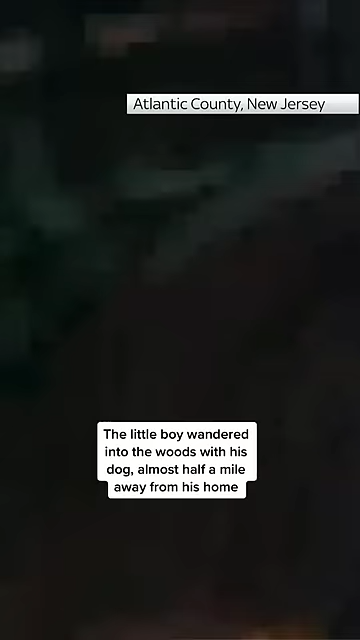 Atlantic County, New Jersey
The little boy wandered
into the woods with his
dog, almost half a mile
away from his home